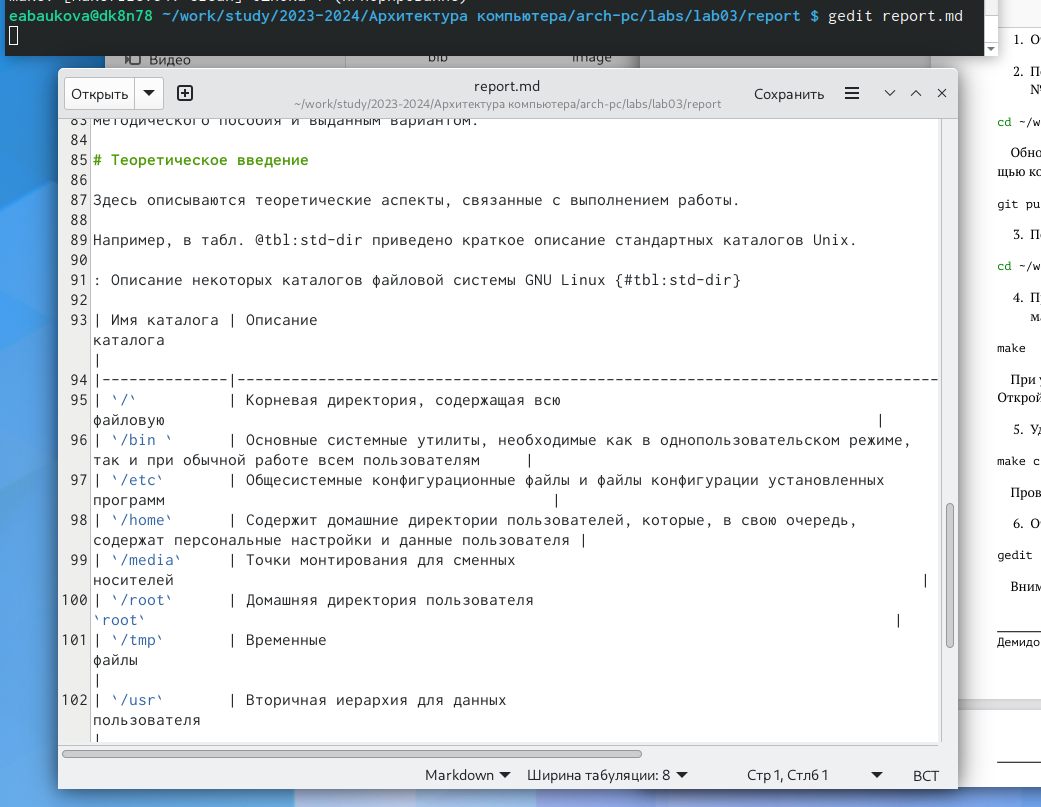 eabaukova@dk8n78 ~/work/study/2023-2024/Архитектура компьютера/arch-pc/labs/lab03/report $ gedit report.md
Видео
bib
image
Открыть
report.md
~/work/study/2023-2024/Архитектура компьютера/arch-pc/labs/lab03/report
Сохранить
83 методического пособия и выданным вариантом.
84
85 # Теоретическое введение
86
87 Здесь описываются теоретические аспекты, связанные с выполнением работы.
88
89 Например, в табл. @tbl:std-dir приведено краткое описание стандартных каталогов Unix.
90
91 : Описание некоторых каталогов файловой системы GNU Linux {#tbl:std-dir}
92
93 | Имя каталога | Описание
каталога
|
94 |--------------|------------------------------------------------------------------------------
95 | `/` | Корневая директория, содержащая всю
файловую |
96 | `/bin ` | Основные системные утилиты, необходимые как в однопользовательском режиме,
так и при обычной работе всем пользователям |
97 | `/etc` | Общесистемные конфигурационные файлы и файлы конфигурации установленных
программ |
98 | `/home` | Содержит домашние директории пользователей, которые, в свою очередь,
содержат персональные настройки и данные пользователя |
99 | `/media` | Точки монтирования для сменных
носителей |
100 | `/root` | Домашняя директория пользователя
`root` |
101 | `/tmp` | Временные
файлы
|
102 | `/usr` | Вторичная иерархия для данных
пользователя
|
Markdown
Ширина табуляции: 8
Стр 1, Стлб 1
ВСТ
1. О
2. П
№
cd ~/w
Обно
щью ко
git pu
3. П
cd ~/w
4. П
ма
make
При у
Открой
5. Уд
make c
Пров
6. О
gedit
Вним
Демидо